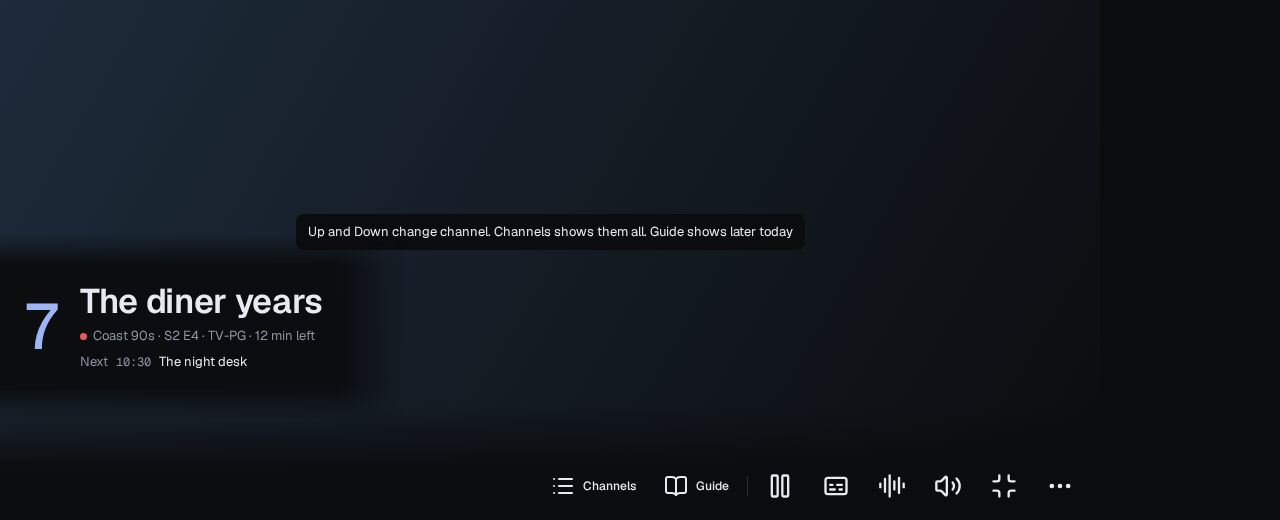 Up and Down change channel. Channels shows them all. Guide shows later today
7
The diner years
Coast 90s · S2 E4 · TV-PG · 12 min left
Next 10:30 The night desk
Channels Guide